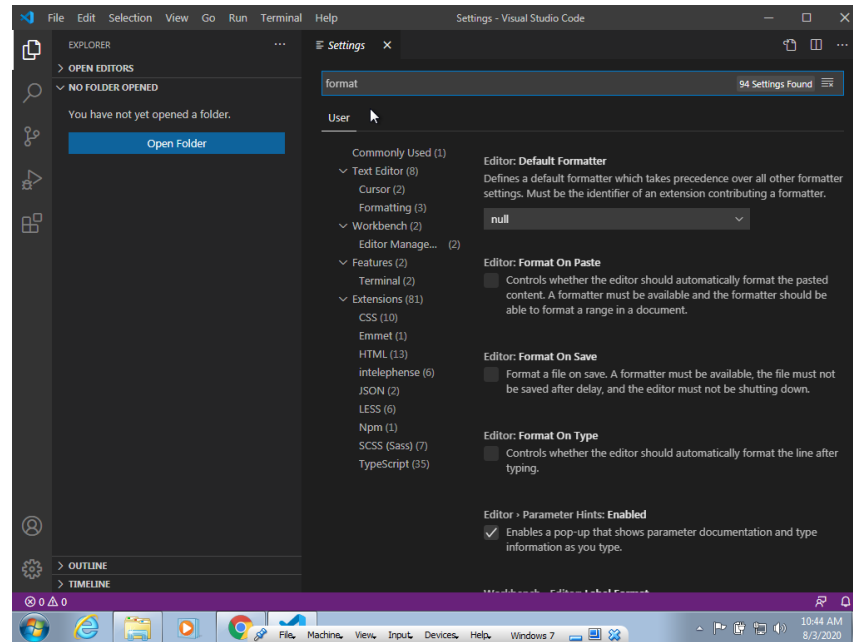 File Edit Selection View Go Run Terminal Help Settings - Visual Studio Code
EXPLORER
Settings
OPEN EDITORS
NO FOLDER OPENED
You have not yet opened a folder.
Open Folder
OUTLINE
TIMELINE
format
94 Settings Found
User
Commonly Used (1)
Text Editor (8)
Cursor (2)
Formatting (3)
Workbench (2)
Editor Manage... (2)
Features (2)
Terminal (2)
Extensions (81)
CSS (10)
Emmet (1)
HTML (13)
intelephense (6)
JSON (2)
LESS (6)
Npm (1)
SCSS (Sass) (7)
TypeScript (35)
Editor: Default Formatter
Defines a default formatter which takes precedence over all other formatter
settings. Must be the identifier of an extension contributing a formatter.
null
Editor: Format On Paste
Controls whether the editor should automatically format the pasted
content. A formatter must be available and the formatter should be
able to format a range in a document.
Editor: Format On Save
Format a file on save. A formatter must be available, the file must not
be saved after delay, and the editor must not be shutting down.
Editor: Format On Type
Controls whether the editor should automatically format the line after
typing.
Editor › Parameter Hints: Enabled
Enables a pop-up that shows parameter documentation and type
information as you type.
Workbench › Editor: Label Format
0 0
File Machine View Input Devices Help Windows 7
10:44 AM
8/3/2020